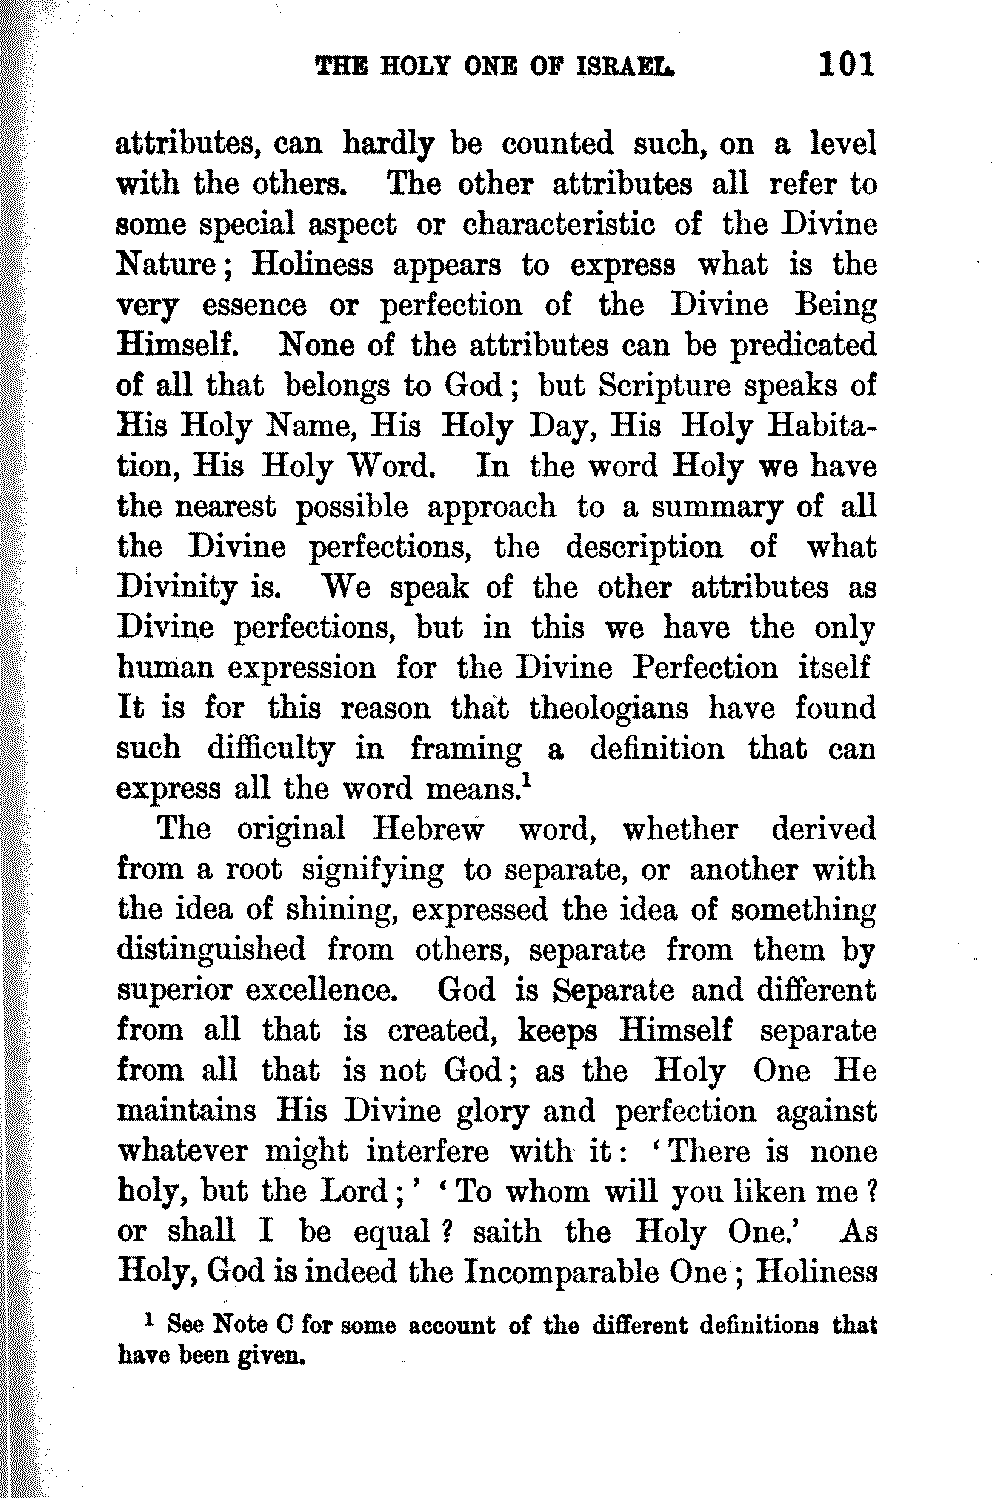 THE HOLY ONE OF ISRAEL. 101
attributes, can hardly be counted such, on a level
with the others. The other attributes all refer to
some special aspect or characteristic of the Divine
Nature; Holiness appears to express what is the
very essence or perfection of the Divine Being
Himself. None of the attributes can be predicated
of all that belongs to God; but Scripture speaks of
His Holy Name, His Holy Day, His Holy Habita-
tion, His Holy Word. In the word Holy we have
the nearest possible approach to a summary of all
the Divine perfections, the description of what
Divinity is. We speak of the other attributes as
Divine perfections, but in this we have the only
human expression for the Divine Perfection itself
It is for this reason that theologians have found
such difficulty in framing a definition that can
express all the word means.¹
The original Hebrew word, whether derived
from a root signifying to separate, or another with
the idea of shining, expressed the idea of something
distinguished from others, separate from them by
superior excellence. God is Separate and different
from all that is created, keeps Himself separate
from all that is not God; as the Holy One He
maintains His Divine glory and perfection against
whatever might interfere with it: ‘There is none
holy, but the Lord;’ ‘To whom will you liken me?
or shall I be equal? saith the Holy One.’ As
Holy, God is indeed the Incomparable One; Holiness
¹ See Note C for some account of the different definitions that
have been given.